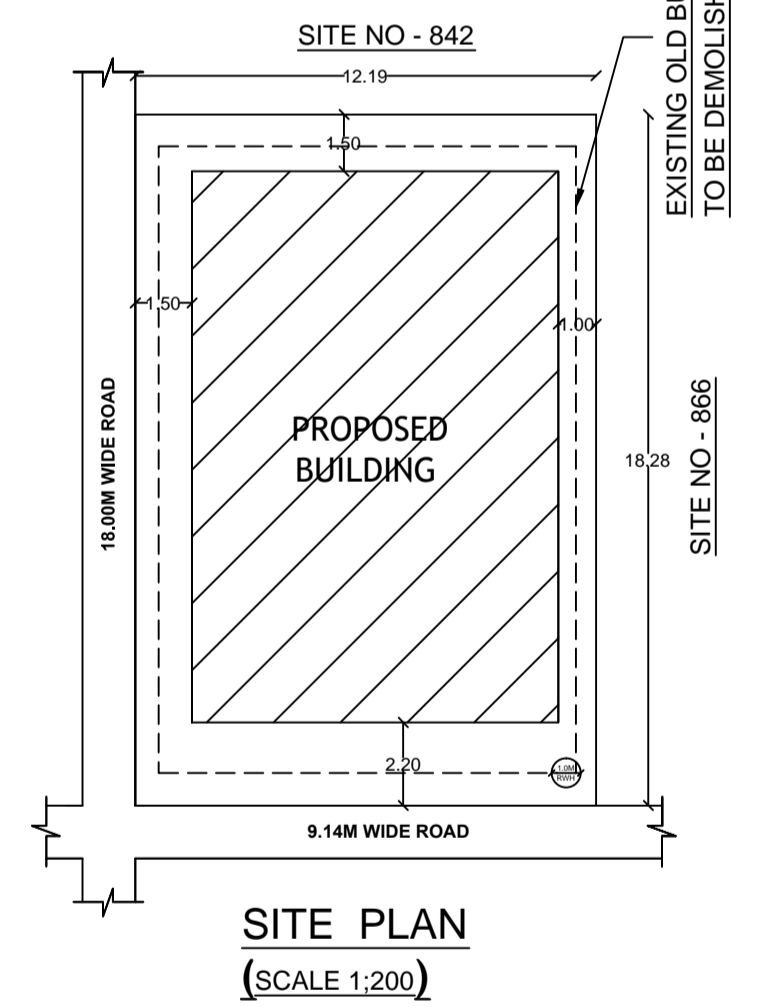 SITE NO - 842
12.19
EXISTING OLD
TO BE
1.50
1.50
1.00
PROPOSED
BUILDING
18.00M WIDE ROAD
18.28
SITE NO - 866
2.20
1.0M
RWH
9.14M WIDE ROAD
SITE PLAN
(SCALE 1;200)